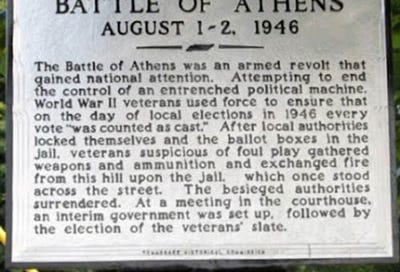 BATTLE OF ATHENS
AUGUST 1-2, 1946
The Battle of Athens was an armed revolt that
gained national attention. Attempting to end
the control of an entrenched political machine,
World War II veterans used force to ensure that
on the day of local elections in 1946 every
vote "was counted as cast." After local authorities
locked themselves and the ballot boxes in the
jail, veterans suspicious of foul play gathered
weapons and ammunition and exchanged fire
from this hill upon the jail, which once stood
across the street. The besieged authorities
surrendered. At a meeting in the courthouse,
an interim government was set up, followed by
the election of the veterans' slate.
TENNESSEE HISTORICAL COMMISSION